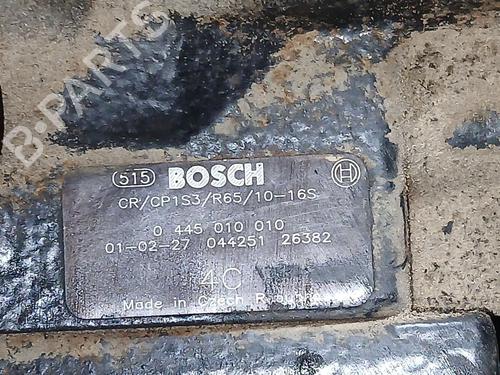 B-PARTS
515 BOSCH
CR/CP1S3/R65/10-16S
0 445 010 010
01-02-27 044251 26382
4C
Made in Czech Republic